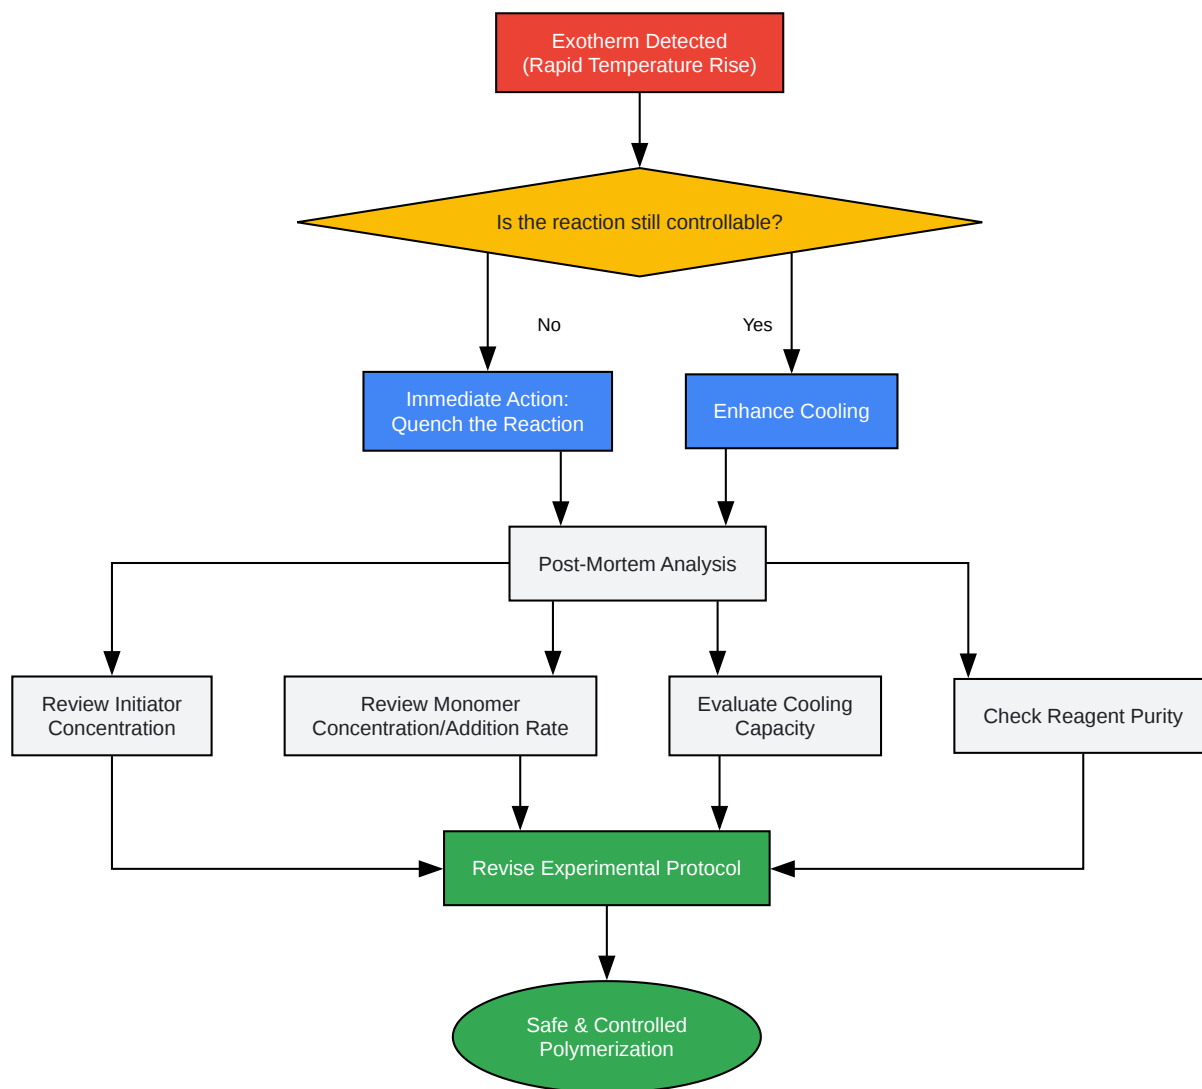 Exotherm Detected
(Rapid Temperature Rise)
Is the reaction still controllable?
No
Yes
Immediate Action:
Quench the Reaction
Enhance Cooling
Post-Mortem Analysis
Review Initiator
Concentration
Review Monomer
Concentration/Addition Rate
Evaluate Cooling
Capacity
Check Reagent Purity
Revise Experimental Protocol
Safe & Controlled
Polymerization